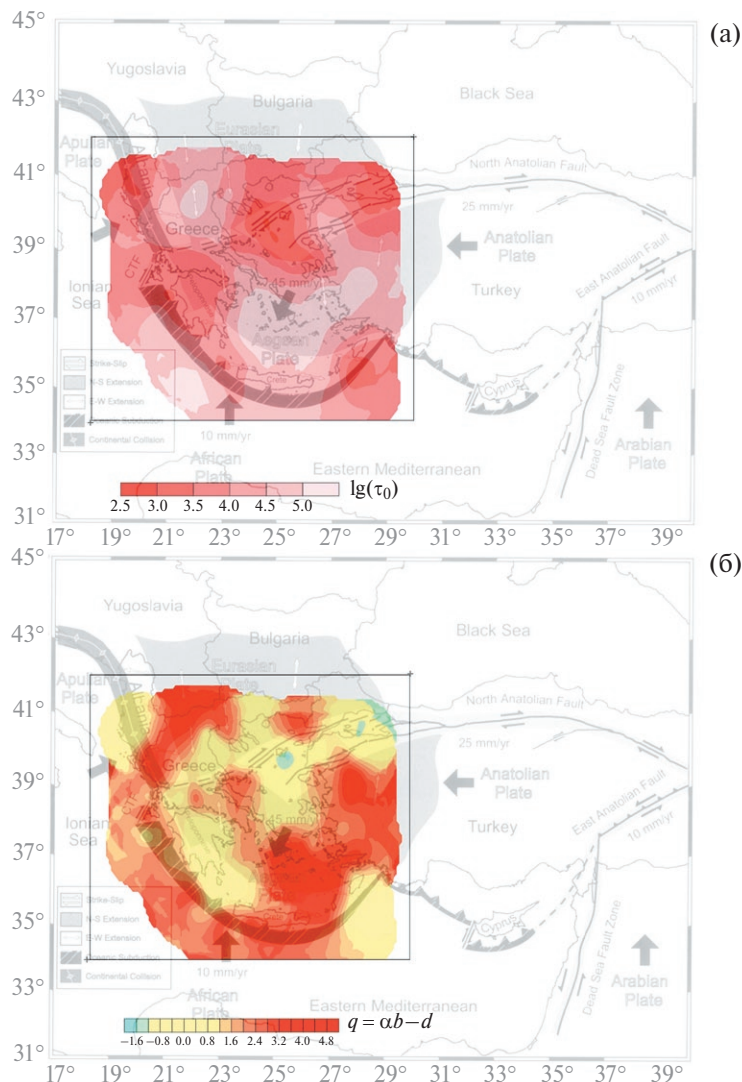 (а)
45°
43°
41°
39°
37°
35°
33°
31°
Yugoslavia
Bulgaria
Black Sea
Eurasian
Plate
Apulian
Plate
North Anatolian Fault
25 mm/yr
Greece
Anatolian
Plate
CTF
45 mm/yr
Ionian
Sea
Turkey
East Anatolian Fault
10 mm/yr
Aegean
Plate
Strike-Slip
N-S Extension
E-W Extension
Oceanic Subduction
Continental Collision
Crete
Cyprus
Dead Sea Fault Zone
10 mm/yr
African
Plate
Eastern Mediterranean
Arabian
Plate
lg(τ0)
2.5 3.0 3.5 4.0 4.5 5.0
17° 19° 21° 23° 25° 27° 29° 31° 33° 35° 37° 39°
(б)
45°
43°
41°
39°
37°
35°
33°
31°
Yugoslavia
Bulgaria
Black Sea
Eurasian
Plate
Apulian
Plate
North Anatolian Fault
25 mm/yr
Greece
Anatolian
Plate
CTF
45 mm/yr
Ionian
Sea
Turkey
East Anatolian Fault
10 mm/yr
Strike-Slip
N-S Extension
E-W Extension
Oceanic Subduction
Continental Collision
Crete
Cyprus
Dead Sea Fault Zone
10 mm/yr
African
Plate
Eastern Mediterranean
Arabian
Plate
q = αb – d
–1.6 –0.8 0.0 0.8 1.6 2.4 3.2 4.0 4.8
17° 19° 21° 23° 25° 27° 29° 31° 33° 35° 37° 39°